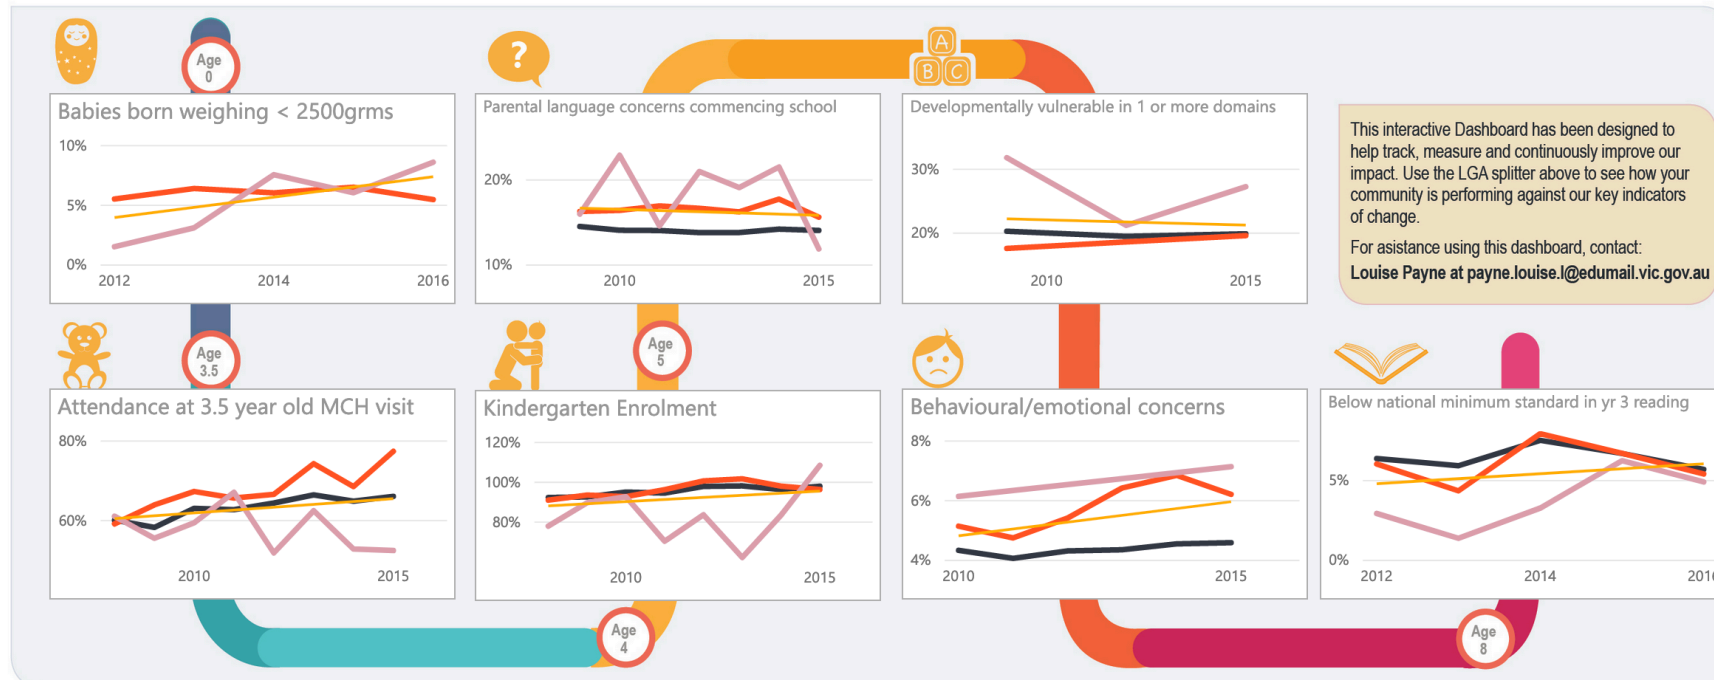 Age
0
Babies born weighing < 2500grms
10%
5%
0%
2012
2014
2016
Age
3.5
Attendance at 3.5 year old MCH visit
80%
60%
2010
2015
Age
4
Kindergarten Enrolment
120%
100%
80%
2010
2015
Age
5
?
Parental language concerns commencing school
20%
10%
2010
2015
A
B C
Developmentally vulnerable in 1 or more domains
30%
20%
2010
2015
Behavioural/emotional concerns
8%
6%
4%
2010
2015
Age
8
Below national minimum standard in yr 3 reading
5%
0%
2012
2014
2016
This interactive Dashboard has been designed to
help track, measure and continuously improve our
impact. Use the LGA splitter above to see how your
community is performing against our key indicators
of change.
For asistance using this dashboard, contact:
Louise Payne at payne.louise.l@edumail.vic.gov.au